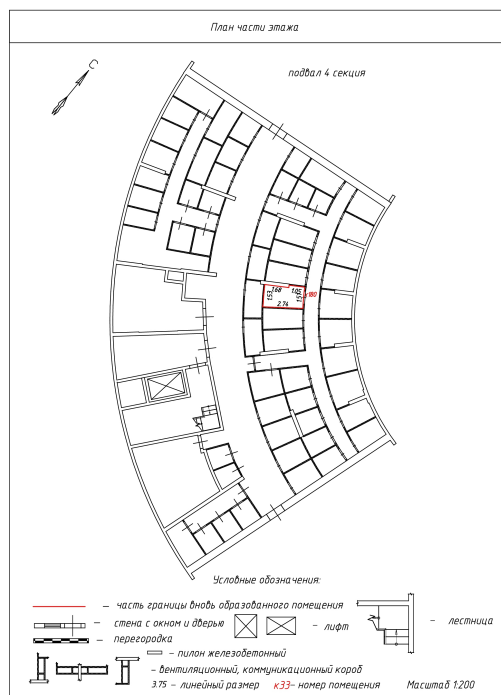 План части этажа
подвал 4 секция
С
1.68 1.05
1.53
2.74
Условные обозначения:
– часть границы вновь образованного помещения
– стена с окном и дверью
– лифт
– лестница
– перегородка
– пилон железобетонный
– вентиляционный, коммуникационный короб
3.75 – линейный размер к33– номер помещения Масштаб 1:200